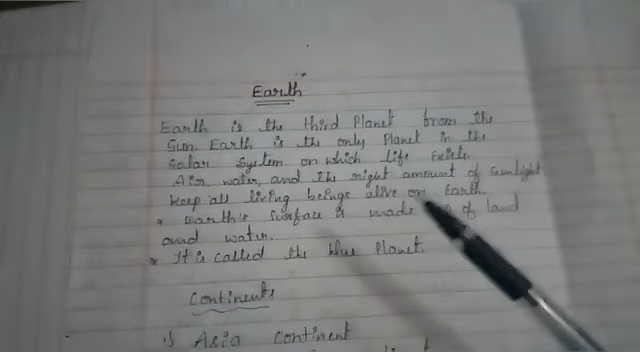 Earth
Earth is the third Planet from the
Sun. Earth is the only Planet in the
Solar System on which life exists.
Air, water, and the right amount of sunlight
keep all living beings alive on Earth.
* Earth's surface is made of land
and water.
* It is called the blue Planet.
Continents
1) Asia continent